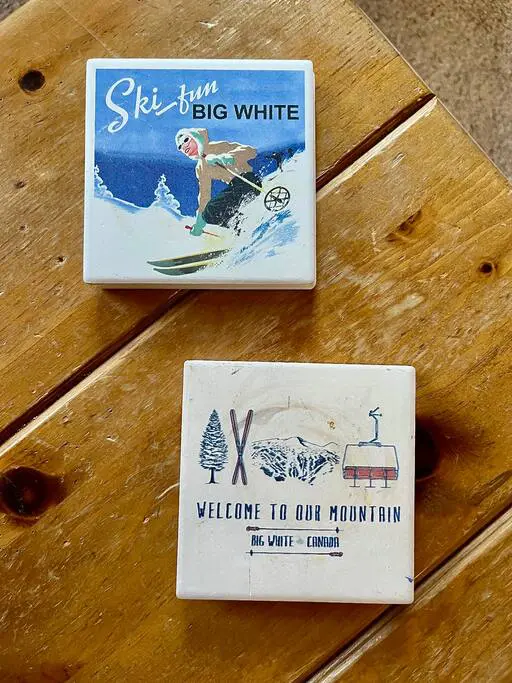 Ski fun
BIG WHITE
WELCOME TO OUR MOUNTAIN
BIG WHITE CANADA